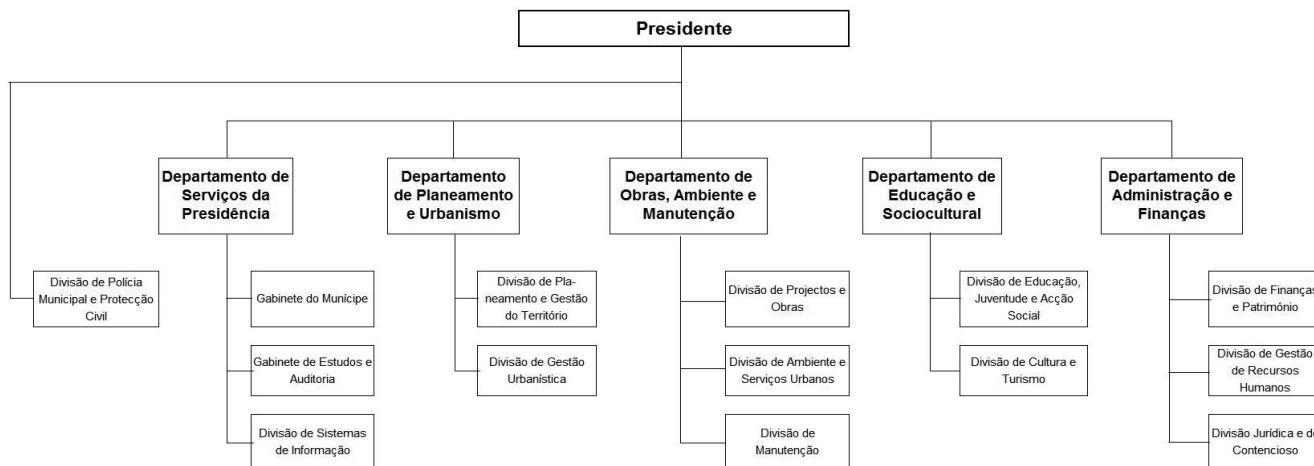 Presidente
Departamento de
Serviços da
Presidência
Departamento
de Planeamento
e Urbanismo
Departamento de
Obras, Ambiente e
Manutenção
Departamento de
Educação e
Sociocultural
Departamento de
Administração e
Finanças
Divisão de Polícia
Municipal e Protecção
Civil
Gabinete do Munícipe
Gabinete de Estudos e
Auditoria
Divisão de Sistemas
de Informação
Divisão de Pla-
neamento e Gestão
do Território
Divisão de Gestão
Urbanística
Divisão de Projectos e
Obras
Divisão de Ambiente e
Serviços Urbanos
Divisão de
Manutenção
Divisão de Educação,
Juventude e Acção
Social
Divisão de Cultura e
Turismo
Divisão de Finanças
e Património
Divisão de Gestão
de Recursos
Humanos
Divisão Jurídica e de
Contencioso